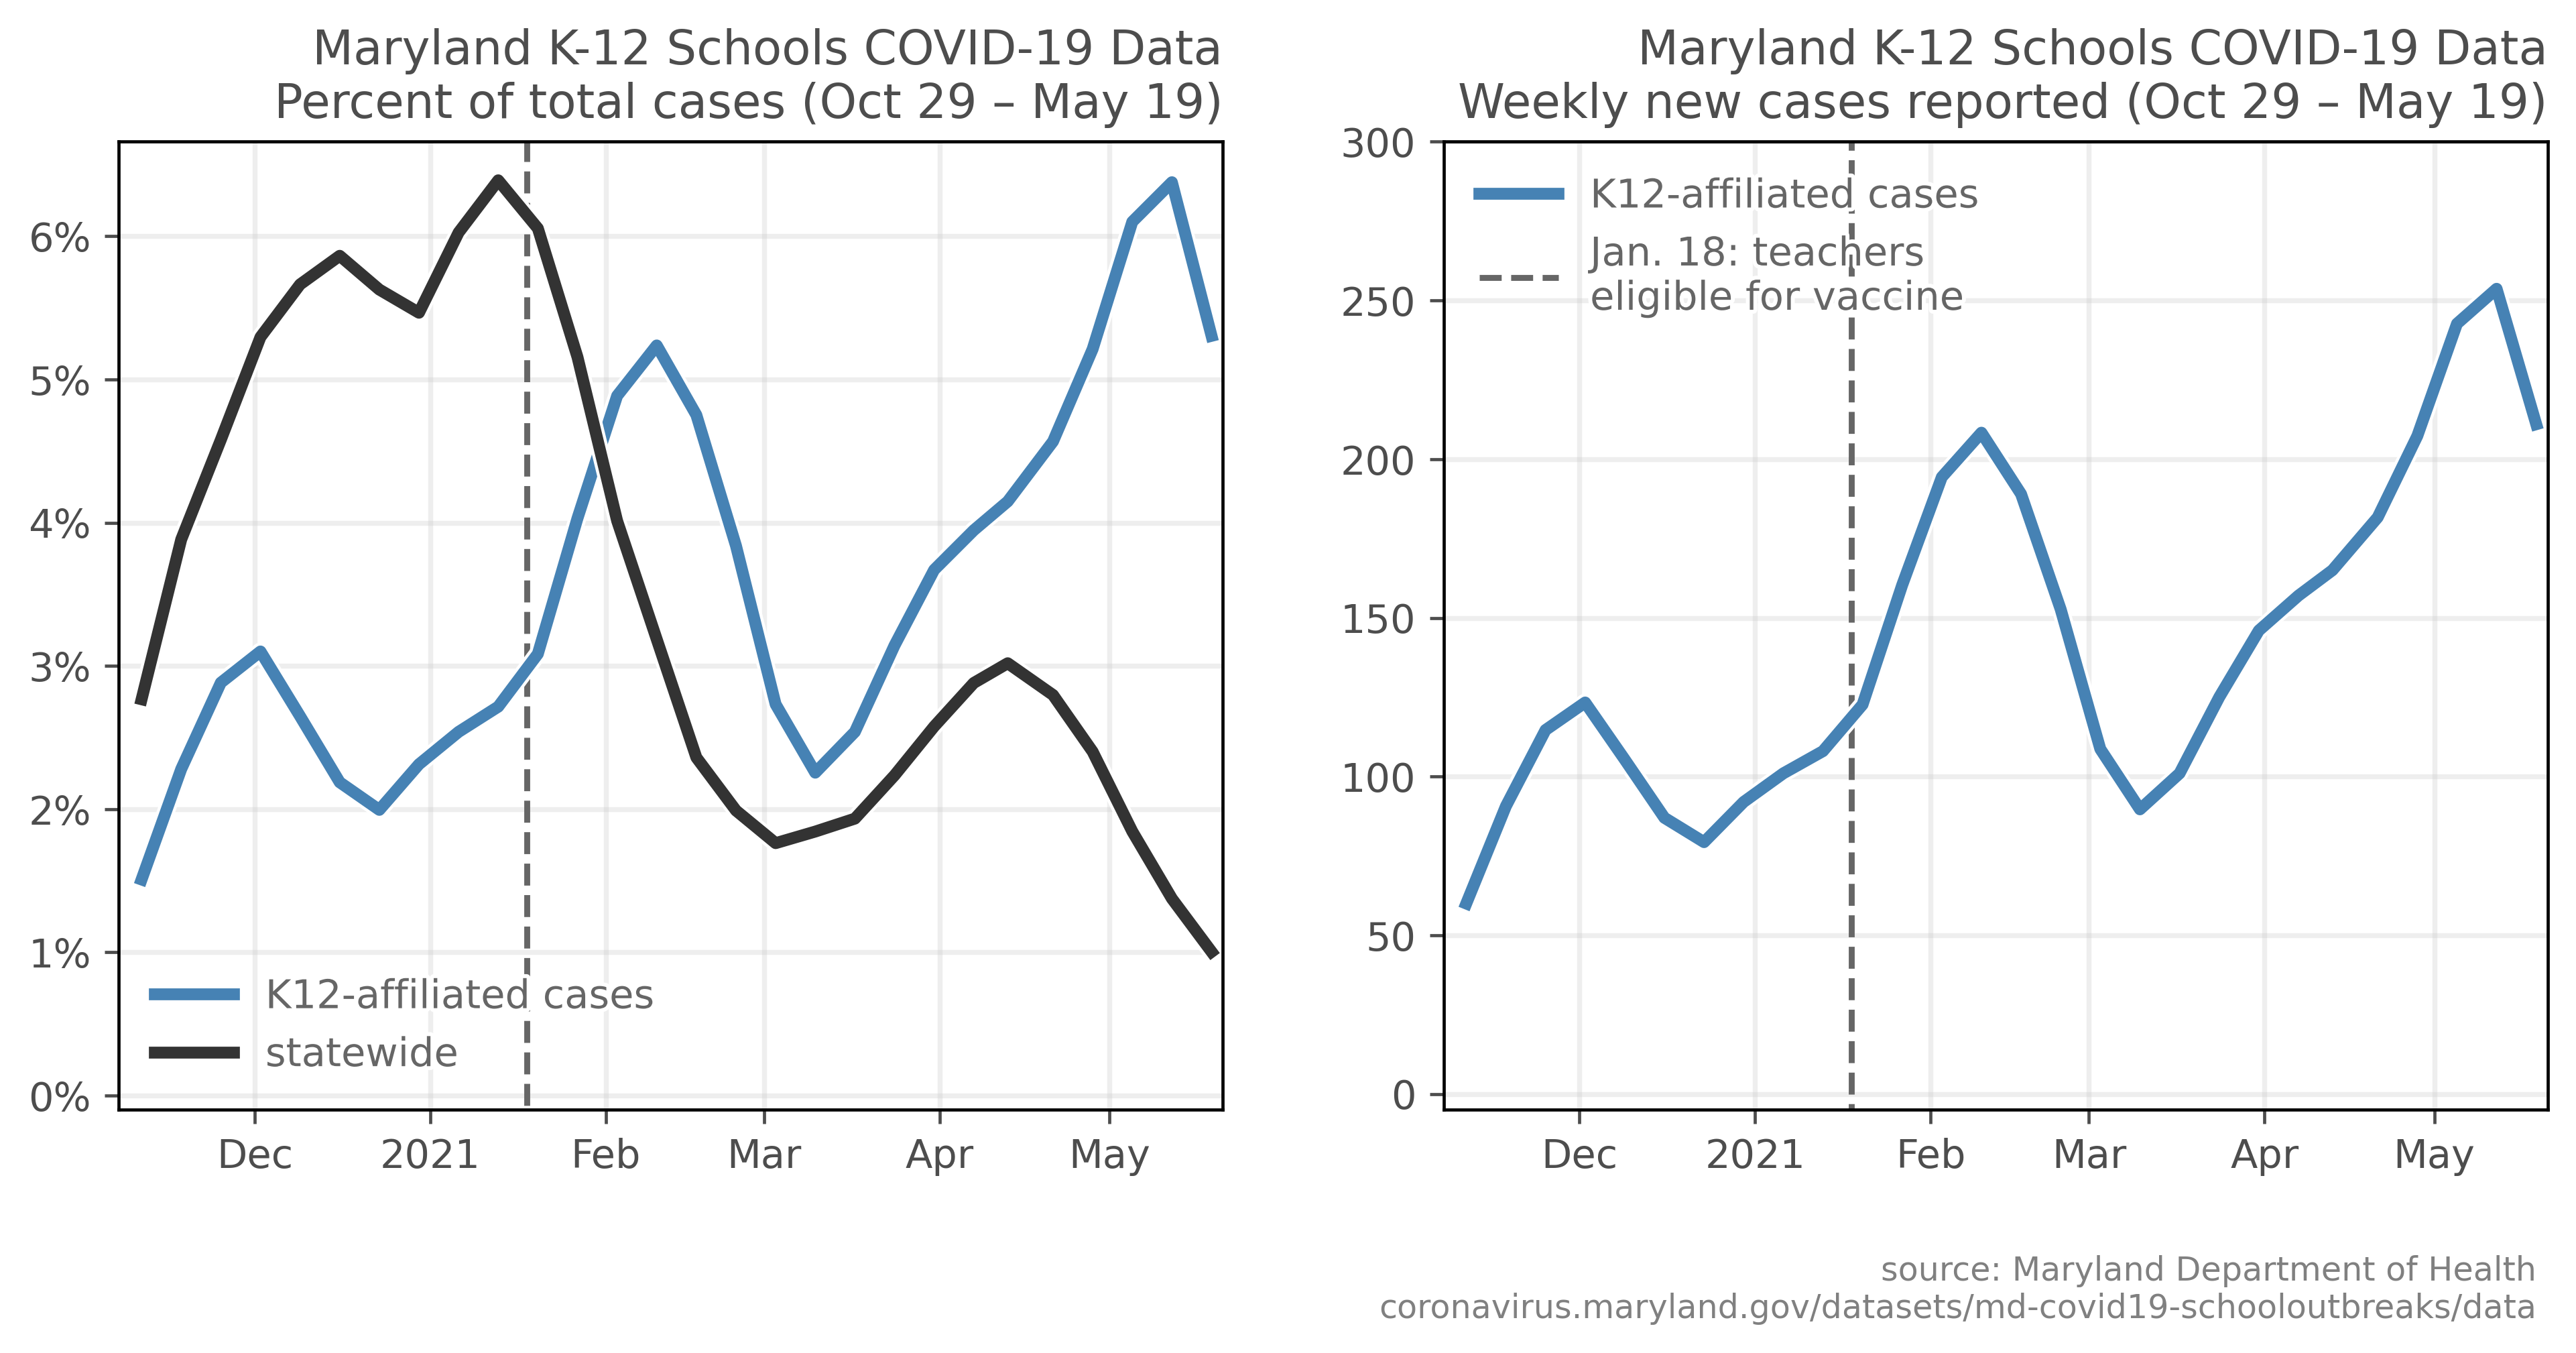 Maryland K-12 Schools COVID-19 Data
Percent of total cases (Oct 29 – May 19)
6%
5%
4%
3%
2%
1%
0%
K12-affiliated cases
statewide
Dec
2021
Feb
Mar
Apr
May
Maryland K-12 Schools COVID-19 Data
Weekly new cases reported (Oct 29 – May 19)
300
250
200
150
100
50
0
K12-affiliated cases
Jan. 18: teachers
eligible for vaccine
Dec
2021
Feb
Mar
Apr
May
source: Maryland Department of Health
coronavirus.maryland.gov/datasets/md-covid19-schooloutbreaks/data